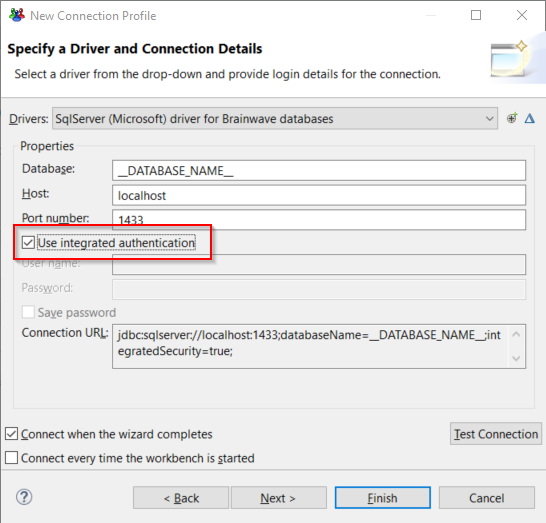 New Connection Profile
Specify a Driver and Connection Details
Select a driver from the drop-down and provide login details for the connection.
Drivers: SqlServer (Microsoft) driver for Brainwave databases
Properties
Database: __DATABASE_NAME__
Host: localhost
Port number: 1433
Use integrated authentication
User name:
Password:
Save password
Connection URL: jdbc:sqlserver://localhost:1433;databaseName=__DATABASE_NAME__;int
egratedSecurity=true;
Connect when the wizard completes
Test Connection
Connect every time the workbench is started
? < Back Next > Finish Cancel